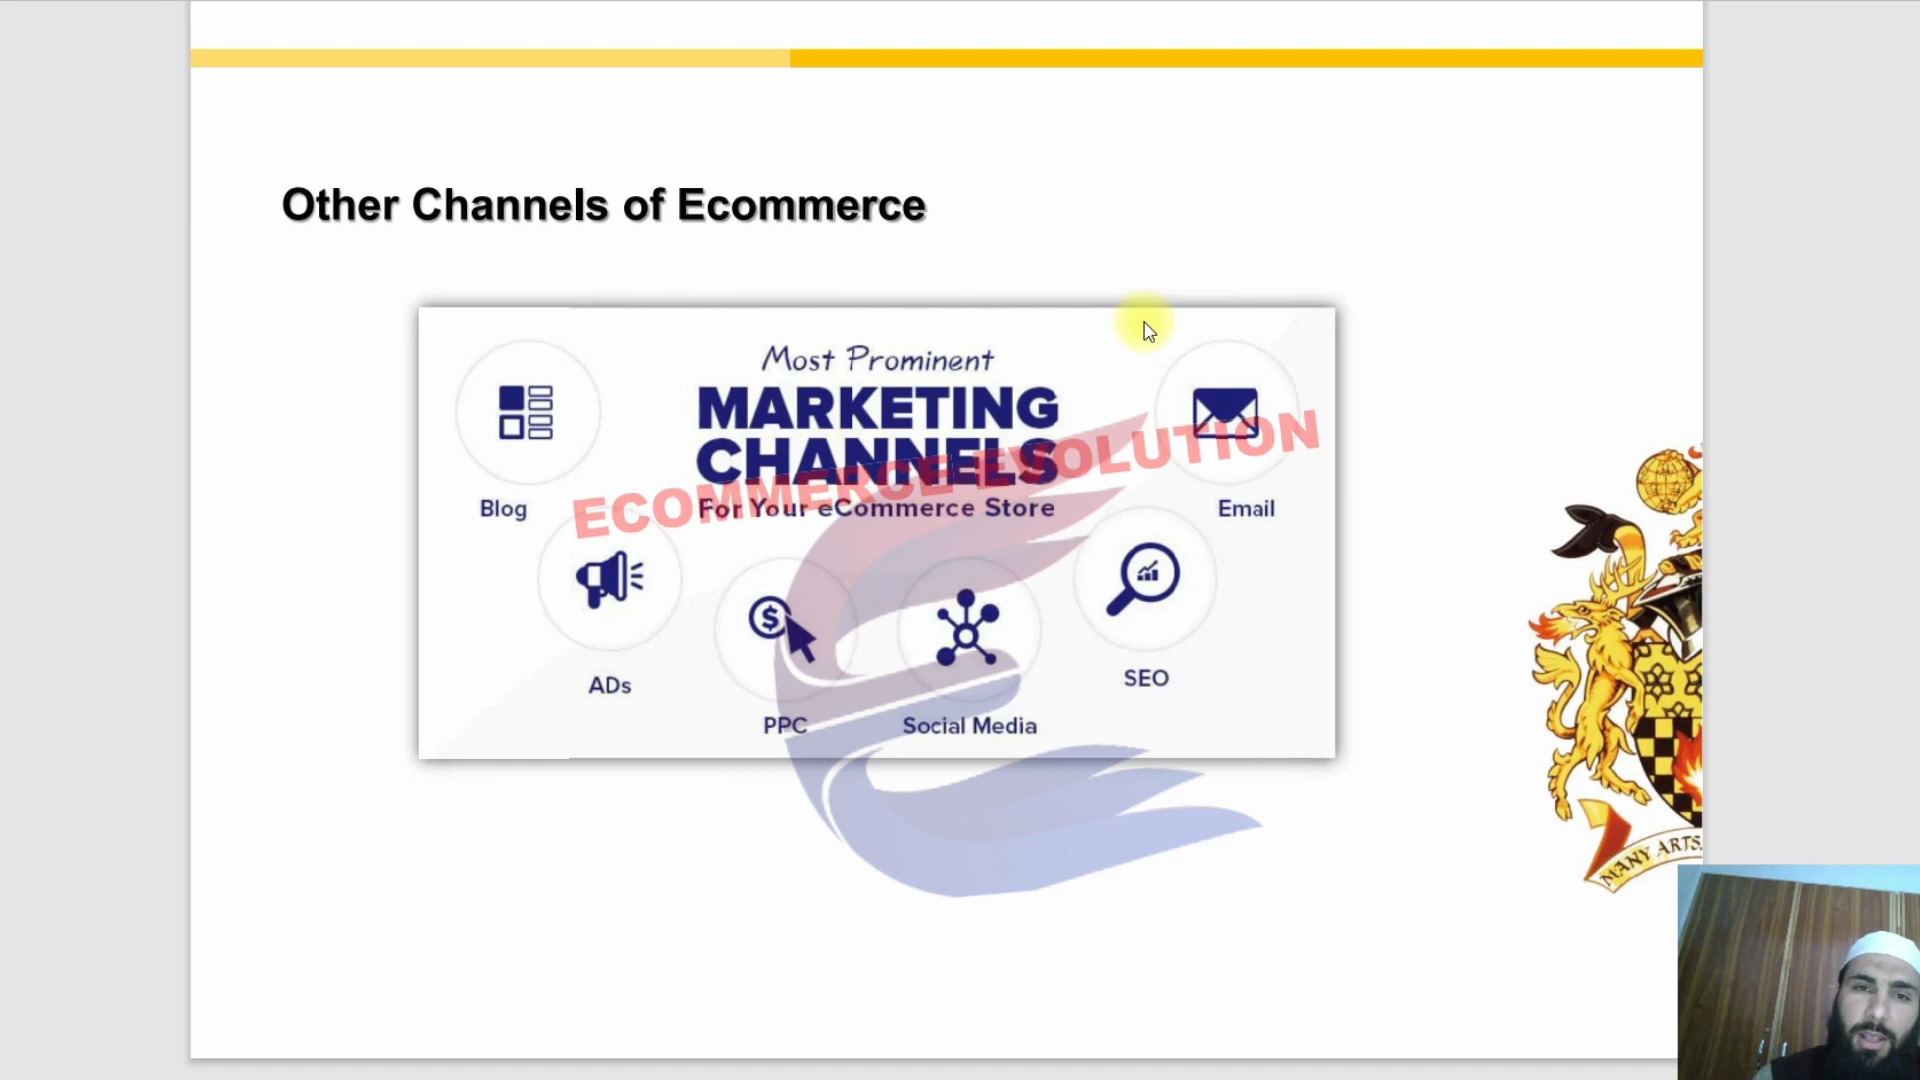 Other Channels of Ecommerce
Most Prominent
MARKETING
CHANNELS
For Your eCommerce Store
ECOMMERCE EVOLUTION
Blog
Email
ADs
SEO
PPC
Social Media
$
MANY ARTS,